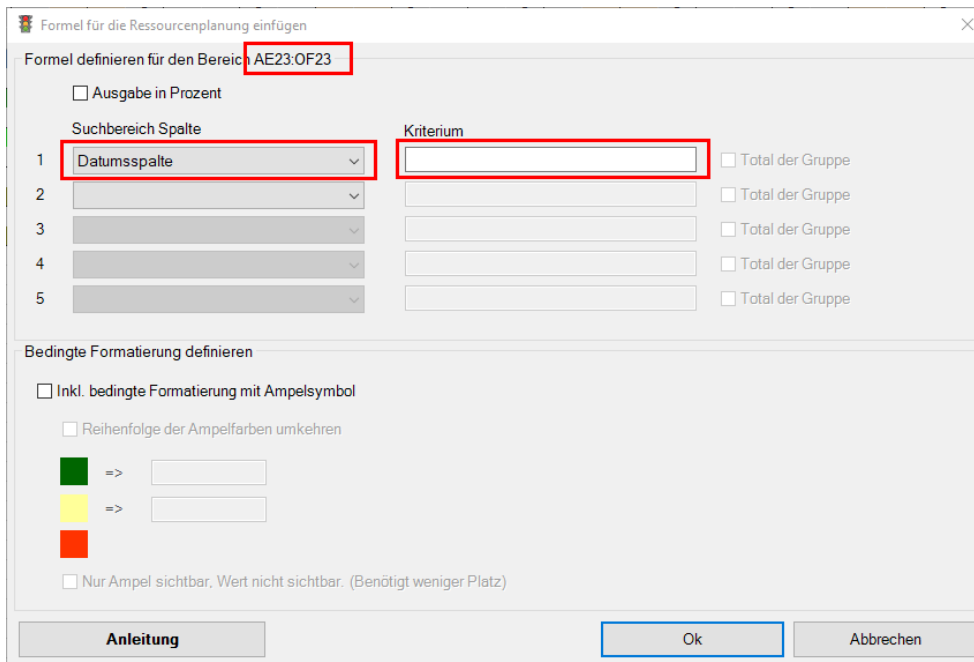 Formel für die Ressourcenplanung einfügen
Formel definieren für den Bereich AE23:OF23
Ausgabe in Prozent
Suchbereich Spalte Kriterium
1 Datumsspalte Total der Gruppe
2 Total der Gruppe
3 Total der Gruppe
4 Total der Gruppe
5 Total der Gruppe
Bedingte Formatierung definieren
Inkl. bedingte Formatierung mit Ampelsymbol
Reihenfolge der Ampelfarben umkehren
=>
=>
Nur Ampel sichtbar, Wert nicht sichtbar. (Benötigt weniger Platz)
Anleitung Ok Abbrechen